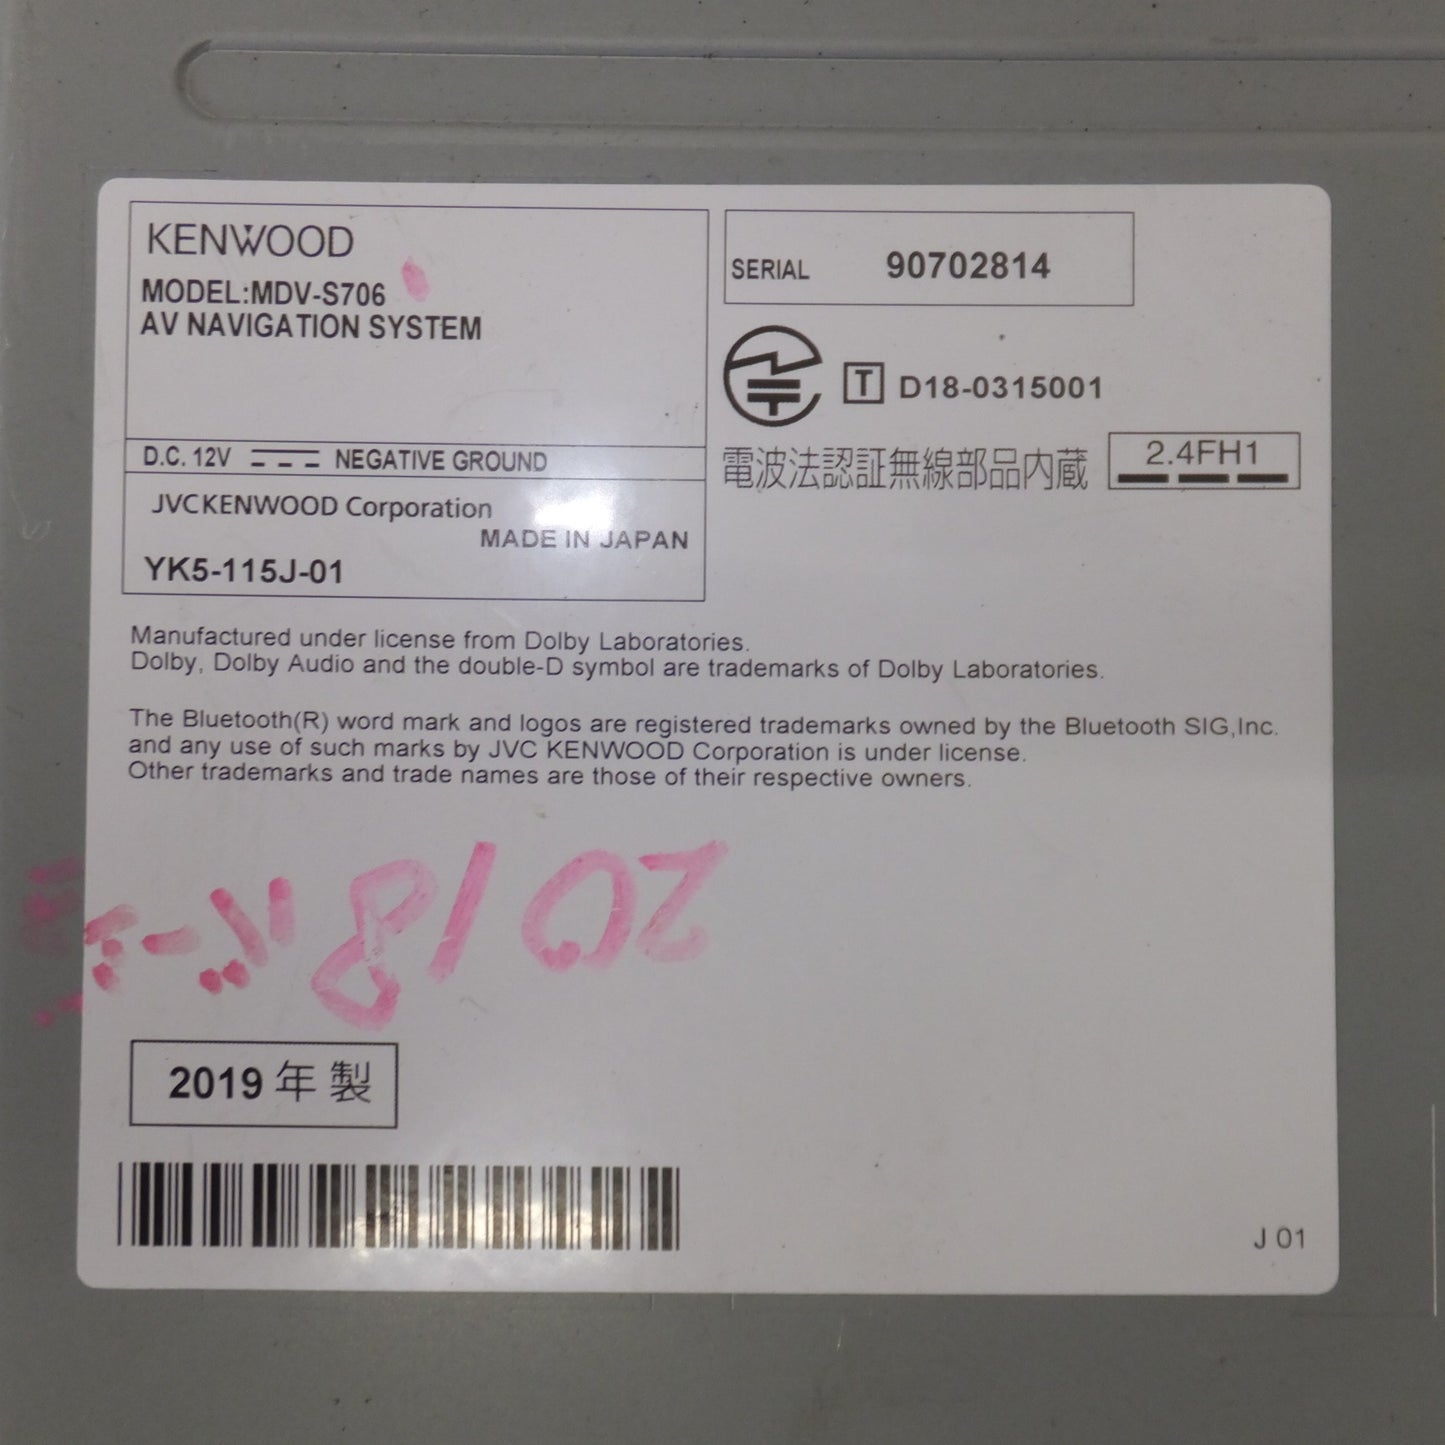 KENWOOD
MODEL:MDV-S706
AV NAVIGATION SYSTEM
D.C. 12V NEGATIVE GROUND
JVCKENWOOD Corporation
MADE IN JAPAN
YK5-115J-01
SERIAL 90702814
T D18-0315001
電波法認証無線部品内蔵 2.4FH1
Manufactured under license from Dolby Laboratories.
Dolby, Dolby Audio and the double-D symbol are trademarks of Dolby Laboratories.
The Bluetooth(R) word mark and logos are registered trademarks owned by the Bluetooth SIG,Inc.
and any use of such marks by JVC KENWOOD Corporation is under license.
Other trademarks and trade names are those of their respective owners.
2019 年 製
J 01